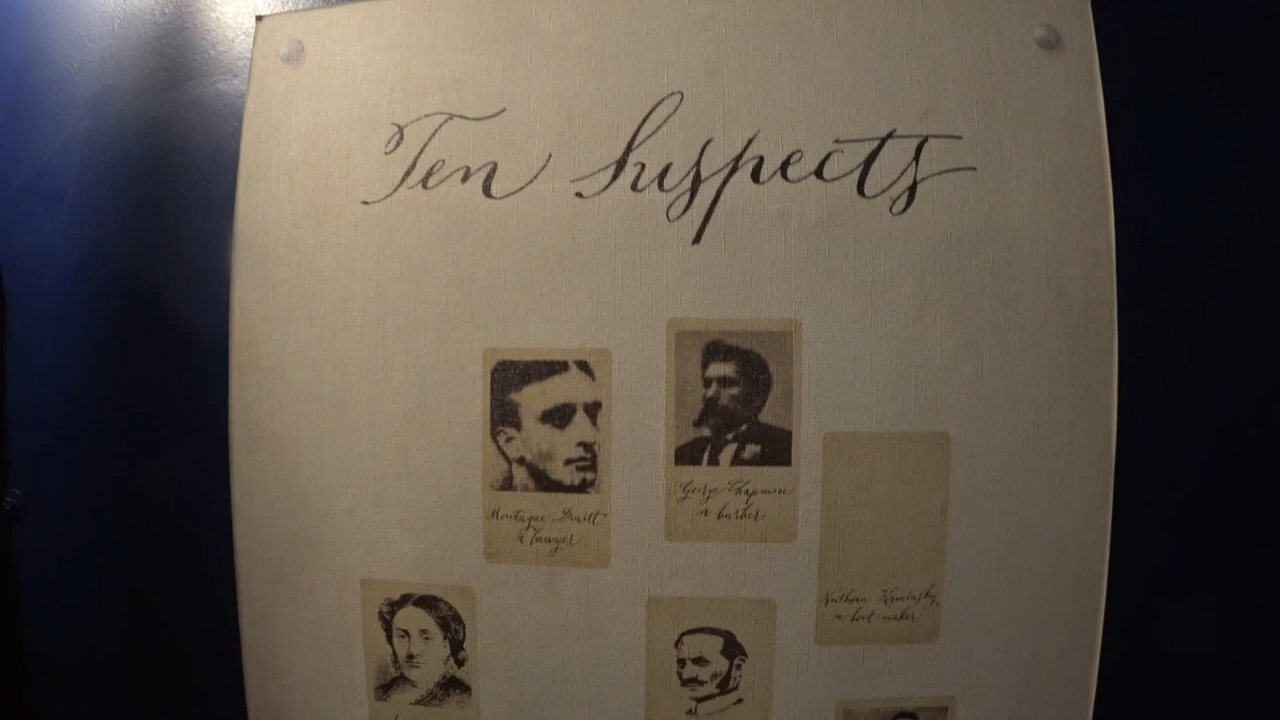 Ten Suspects
Montague Druitt
a lawyer
George Chapman
a barber
Nathan Kaminsky
a boot-maker